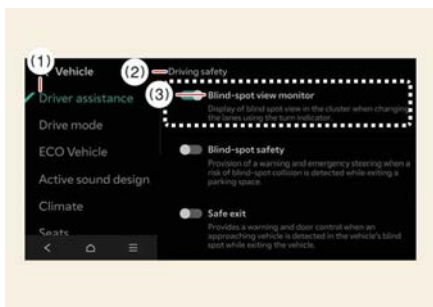 (1)
Vehicle
(2)
Driving safety
Driver assistance
(3)
Blind-spot view monitor
Display of blind spot view in the cluster when changing
the lanes using the turn indicator.
Drive mode
ECO Vehicle
Blind-spot safety
Provision of a warning and emergency steering when a
risk of blind-spot collision is detected while exiting a
parking space.
Active sound design
Climate
Safe exit
Seats
Provides a warning and door control when an
approaching vehicle is detected in the vehicle's blind
spot while exiting the vehicle.